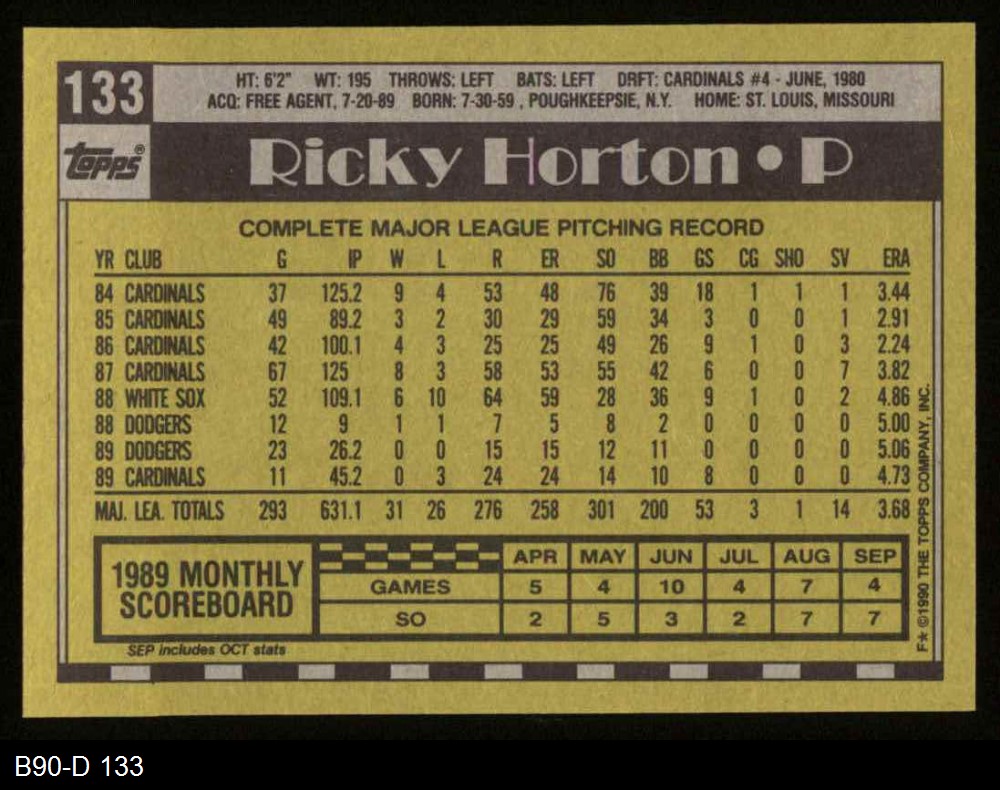 133
HT: 6'2" WT: 195 THROWS: LEFT BATS: LEFT DRFT: CARDINALS #4 - JUNE, 1980
ACQ: FREE AGENT, 7-20-89 BORN: 7-30-59 , POUGHKEEPSIE, N.Y. HOME: ST. LOUIS, MISSOURI
topps®
Ricky Horton • P
COMPLETE MAJOR LEAGUE PITCHING RECORD
YR CLUB G IP W L R ER SO BB GS CG SHO SV ERA
84 CARDINALS 37 125.2 9 4 53 48 76 39 18 1 1 1 3.44
85 CARDINALS 49 89.2 3 2 30 29 59 34 3 0 0 1 2.91
86 CARDINALS 42 100.1 4 3 25 25 49 26 9 1 0 3 2.24
87 CARDINALS 67 125 8 3 58 53 55 42 6 0 0 7 3.82
88 WHITE SOX 52 109.1 6 10 64 59 28 36 9 1 0 2 4.86
88 DODGERS 12 9 1 1 7 5 8 2 0 0 0 0 5.00
89 DODGERS 23 26.2 0 0 15 15 12 11 0 0 0 0 5.06
89 CARDINALS 11 45.2 0 3 24 24 14 10 8 0 0 0 4.73
MAJ. LEA. TOTALS 293 631.1 31 26 276 258 301 200 53 3 1 14 3.68
1989 MONTHLY
SCOREBOARD
APR MAY JUN JUL AUG SEP
GAMES 5 4 10 4 7 4
SO 2 5 3 2 7 7
SEP includes OCT stats
F★ ©1990 THE TOPPS COMPANY, INC.
B90-D 133